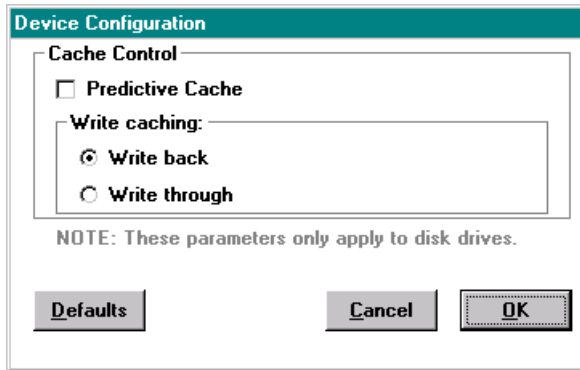 Device Configuration
Cache Control
Predictive Cache
Write caching:
Write back
Write through
NOTE: These parameters only apply to disk drives.
Defaults Cancel OK